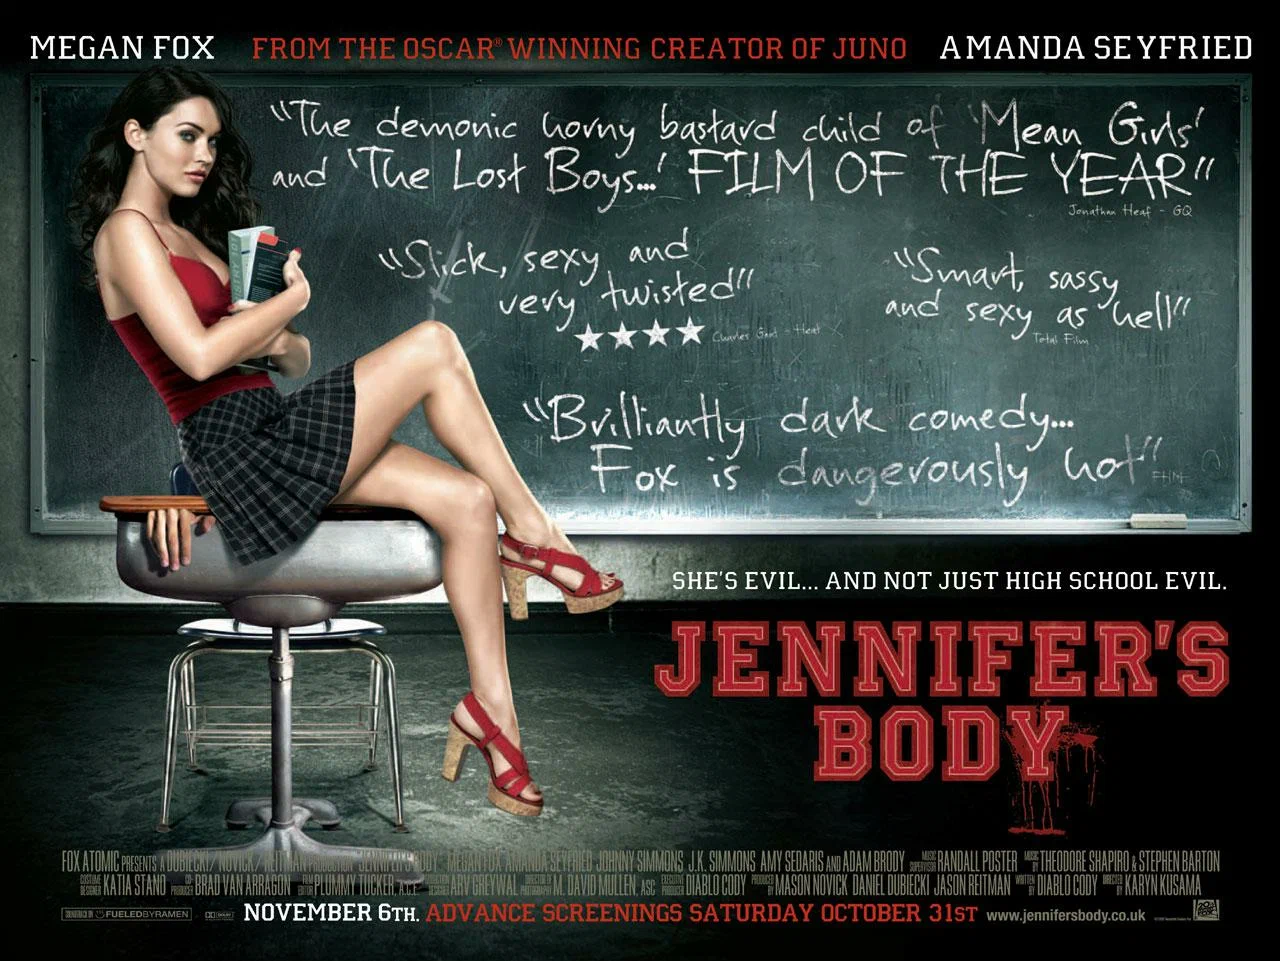 MEGAN FOX FROM THE OSCAR® WINNING CREATOR OF JUNO AMANDA SEYFRIED
"The demonic horny bastard child of 'Mean Girls'
and 'The Lost Boys...' FILM OF THE YEAR"
Jonathan Heaf - GQ
"Slick, sexy and
very twisted"
★★★★ Charles Gant - Heat
"Smart, sassy
and sexy as hell"
Total Film
"Brilliantly dark comedy...
Fox is dangerously hot"
SHE'S EVIL... AND NOT JUST HIGH SCHOOL EVIL.
JENNIFER'S
BODY
FOX ATOMIC PRESENTS A DUBIECKI / NOVICK / REITMAN "JENNIFER'S BODY" MEGAN FOX AMANDA SEYFRIED JOHNNY SIMMONS J.K. SIMMONS AMY SEDARIS AND ADAM BRODY MUSIC SUPERVISOR RANDALL POSTER MUSIC BY THEODORE SHAPIRO & STEPHEN BARTON
COSTUME DESIGNER KATIA STANO CO-PRODUCER BRAD VAN ARRAGON EDITOR PLUMMY TUCKER, A.C.E. ARV GREYWAL DIRECTOR OF PHOTOGRAPHY M. DAVID MULLEN, ASC EXECUTIVE PRODUCER DIABLO CODY PRODUCED BY MASON NOVICK DANIEL DUBIECKI JASON REITMAN WRITTEN BY DIABLO CODY DIRECTED BY KARYN KUSAMA
SOUNDTRACK ON FUELEDBYRAMEN NOVEMBER 6TH. ADVANCE SCREENINGS SATURDAY OCTOBER 31ST www.jennifersbody.co.uk